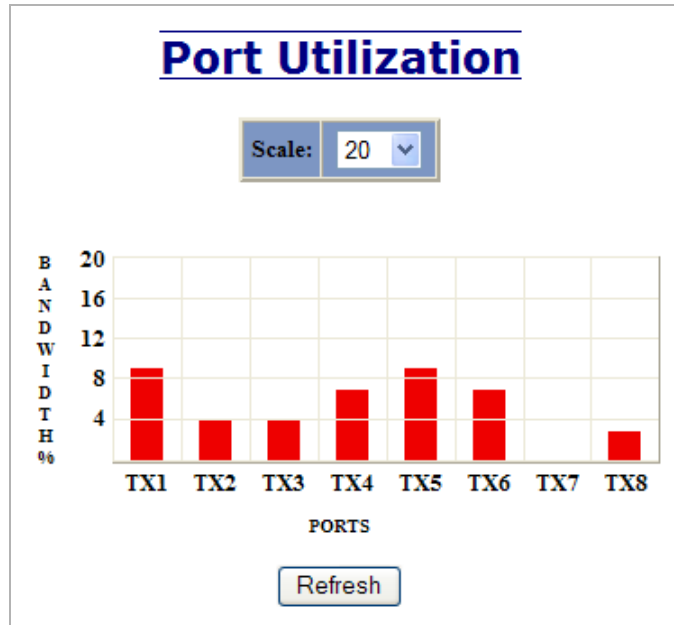 Port Utilization
Scale: 20
BANDWIDTH%
20
16
12
8
4
TX1 TX2 TX3 TX4 TX5 TX6 TX7 TX8
PORTS
Refresh